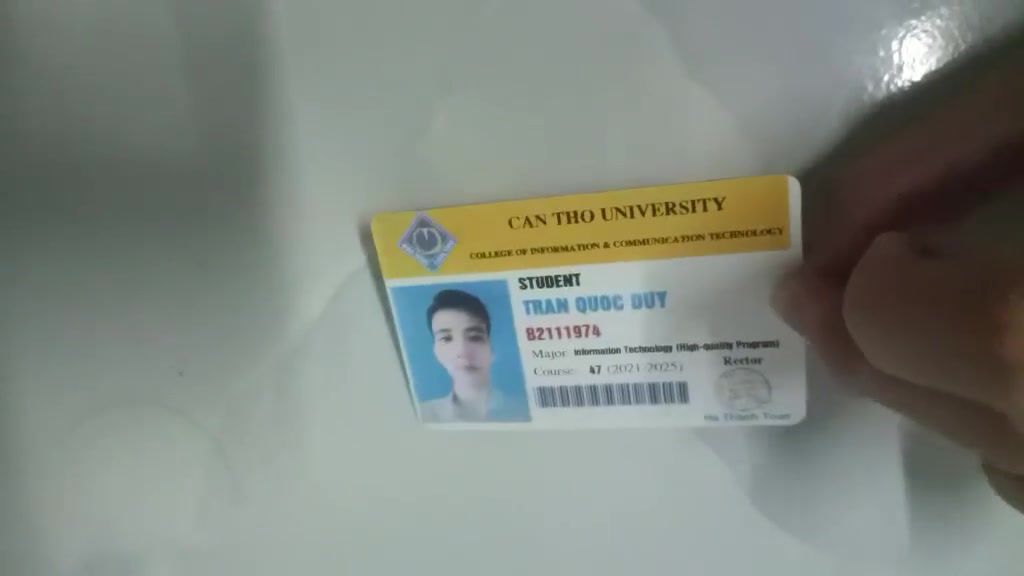 CAN THO UNIVERSITY
COLLEGE OF INFORMATION & COMMUNICATION TECHNOLOGY
STUDENT
TRAN QUOC DUY
B2111974
Major: Information Technology (High-quality Program)
Course: 47 (2021-2025)
Rector
Ha Thanh Toan